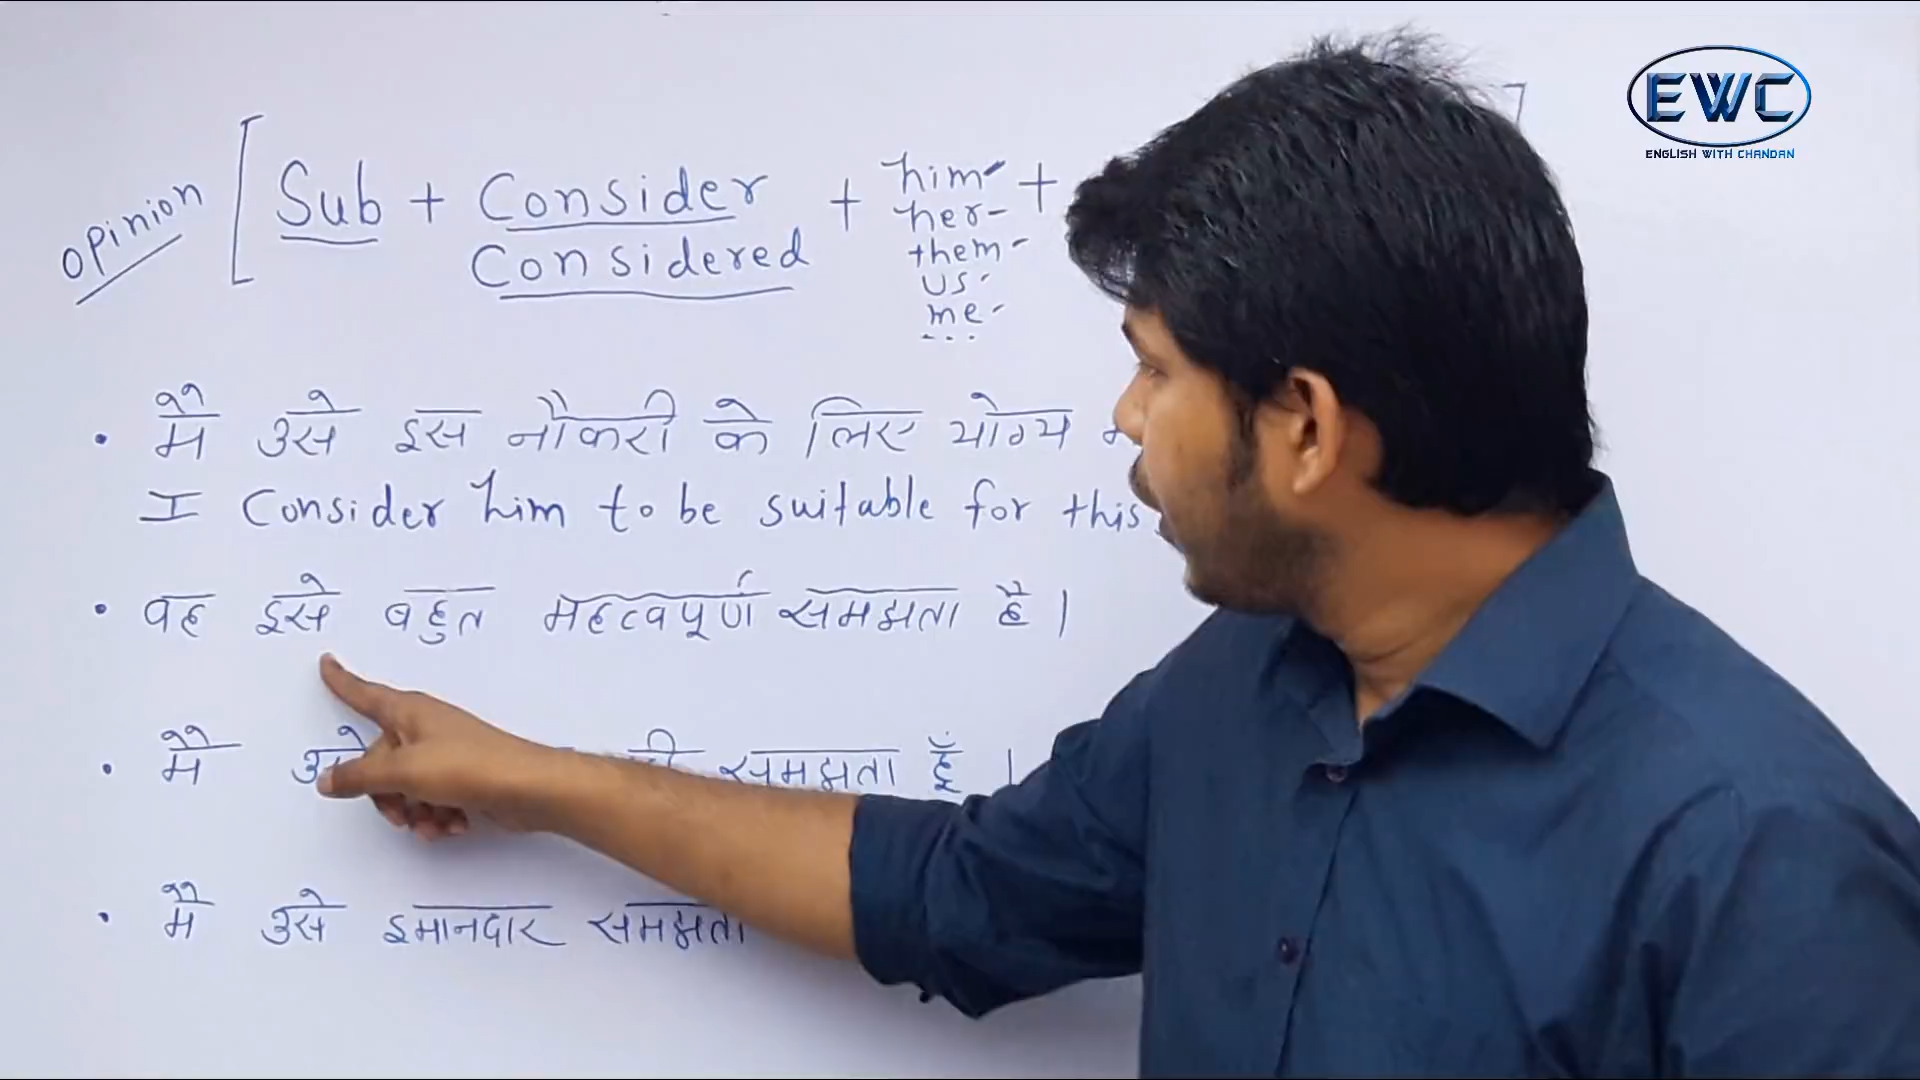 opinion [ Sub + Consider + him +
Considered her
them
us
me
...
• मैं उसे इस नौकरी के लिए योग्य
I Consider him to be suitable for this
• वह इसे बहुत महत्वपूर्ण समझता है।
• मैं समझता हूँ।
• मैं उसे इमानदार समझता
EWC
ENGLISH WITH CHANDAN